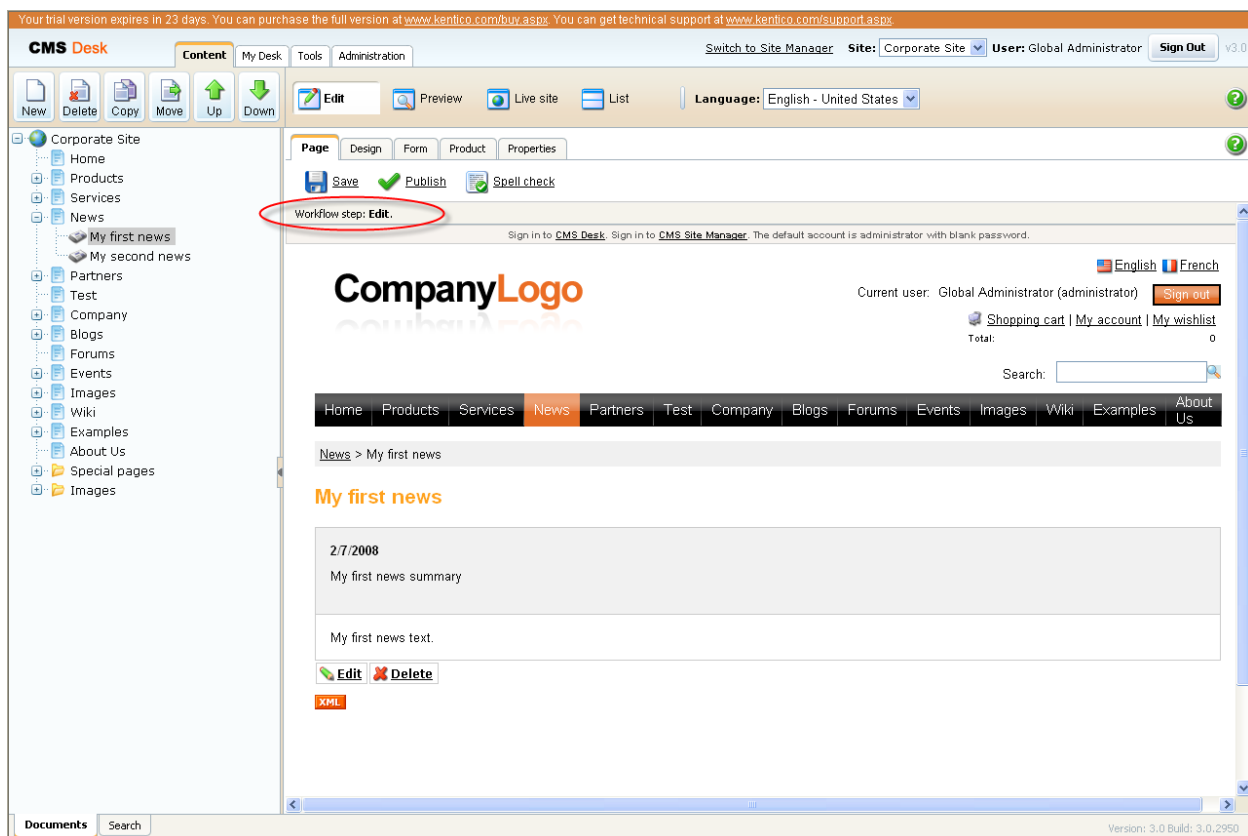 Your trial version expires in 23 days. You can purchase the full version at www.kentico.com/buy.aspx. You can get technical support at www.kentico.com/support.aspx.
CMS Desk
Content My Desk Tools Administration
Switch to Site Manager Site: Corporate Site User: Global Administrator Sign Out v3.0
New Delete Copy Move Up Down
Edit Preview Live site List Language: English - United States
Corporate Site
Home
Products
Services
News
My first news
My second news
Partners
Test
Company
Blogs
Forums
Events
Images
Wiki
Examples
About Us
Special pages
Images
Page Design Form Product Properties
Save Publish Spell check
Workflow step: Edit.
Sign in to CMS Desk. Sign in to CMS Site Manager. The default account is administrator with blank password.
English French
CompanyLogo
Current user: Global Administrator (administrator) Sign out
Shopping cart | My account | My wishlist
Total: 0
Search:
Home Products Services News Partners Test Company Blogs Forums Events Images Wiki Examples About Us
News > My first news
My first news
2/7/2008
My first news summary
My first news text.
Edit Delete
XML
Documents Search
Version: 3.0 Build: 3.0.2950